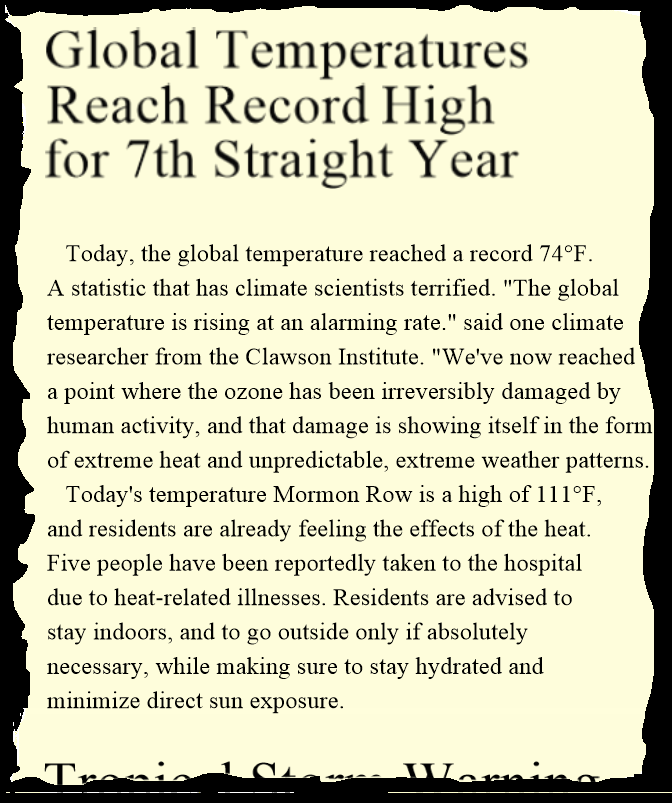 Global Temperatures
Reach Record High
for 7th Straight Year
Today, the global temperature reached a record 74°F.
A statistic that has climate scientists terrified. "The global
temperature is rising at an alarming rate." said one climate
researcher from the Clawson Institute. "We've now reached
a point where the ozone has been irreversibly damaged by
human activity, and that damage is showing itself in the form
of extreme heat and unpredictable, extreme weather patterns.
Today's temperature Mormon Row is a high of 111°F,
and residents are already feeling the effects of the heat.
Five people have been reportedly taken to the hospital
due to heat-related illnesses. Residents are advised to
stay indoors, and to go outside only if absolutely
necessary, while making sure to stay hydrated and
minimize direct sun exposure.
Tropical Storm Warning